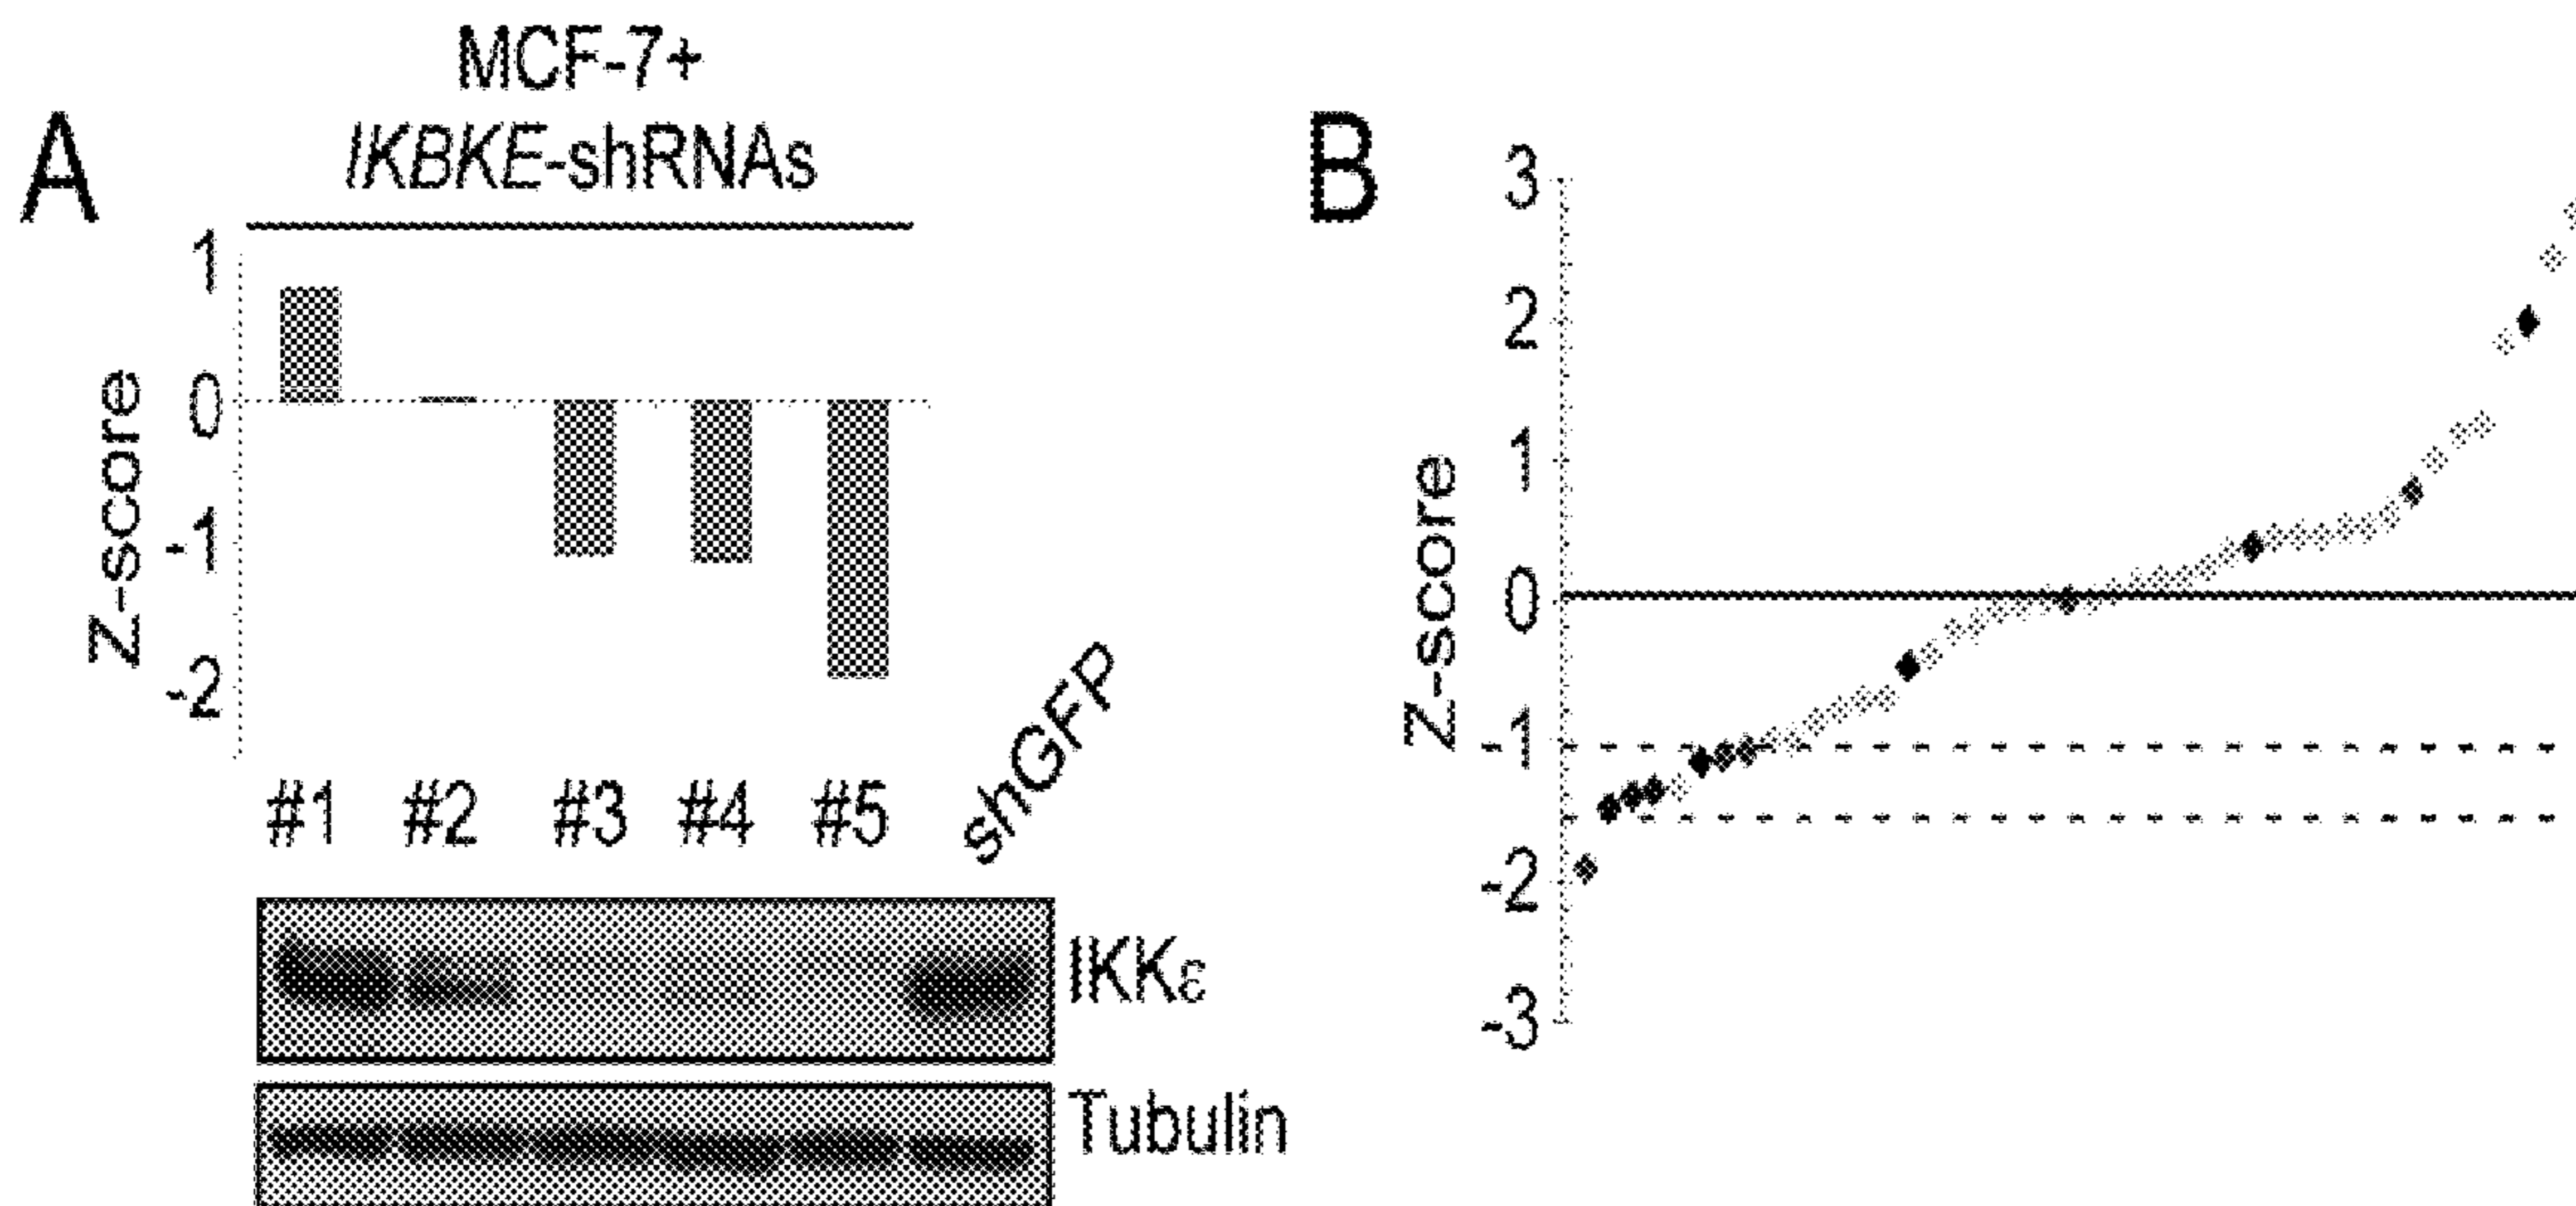 A
MCF-7+
IKBKE-shRNAs
1
0
-1
-2
Z-score
#1 #2 #3 #4 #5 shGFP
IKKε
Tubulin
B
3
2
1
0
-1
-2
-3
Z-score